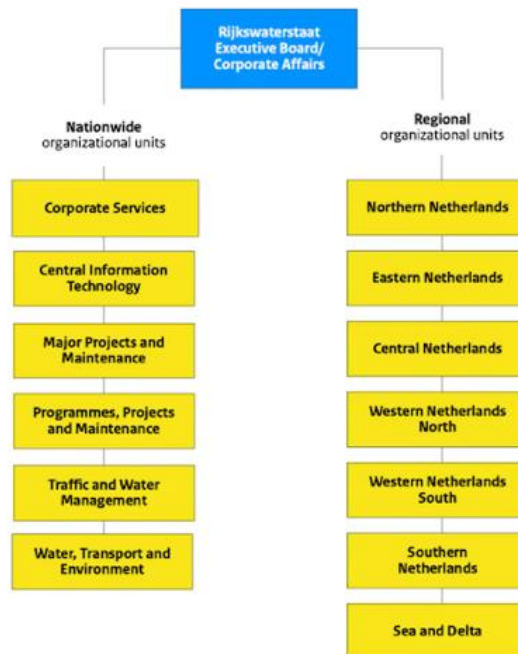 Rijkswaterstaat
Executive Board/
Corporate Affairs
Nationwide
organizational units
Corporate Services
Central Information
Technology
Major Projects and
Maintenance
Programmes, Projects
and Maintenance
Traffic and Water
Management
Water, Transport and
Environment
Regional
organizational units
Northern Netherlands
Eastern Netherlands
Central Netherlands
Western Netherlands
North
Western Netherlands
South
Southern
Netherlands
Sea and Delta